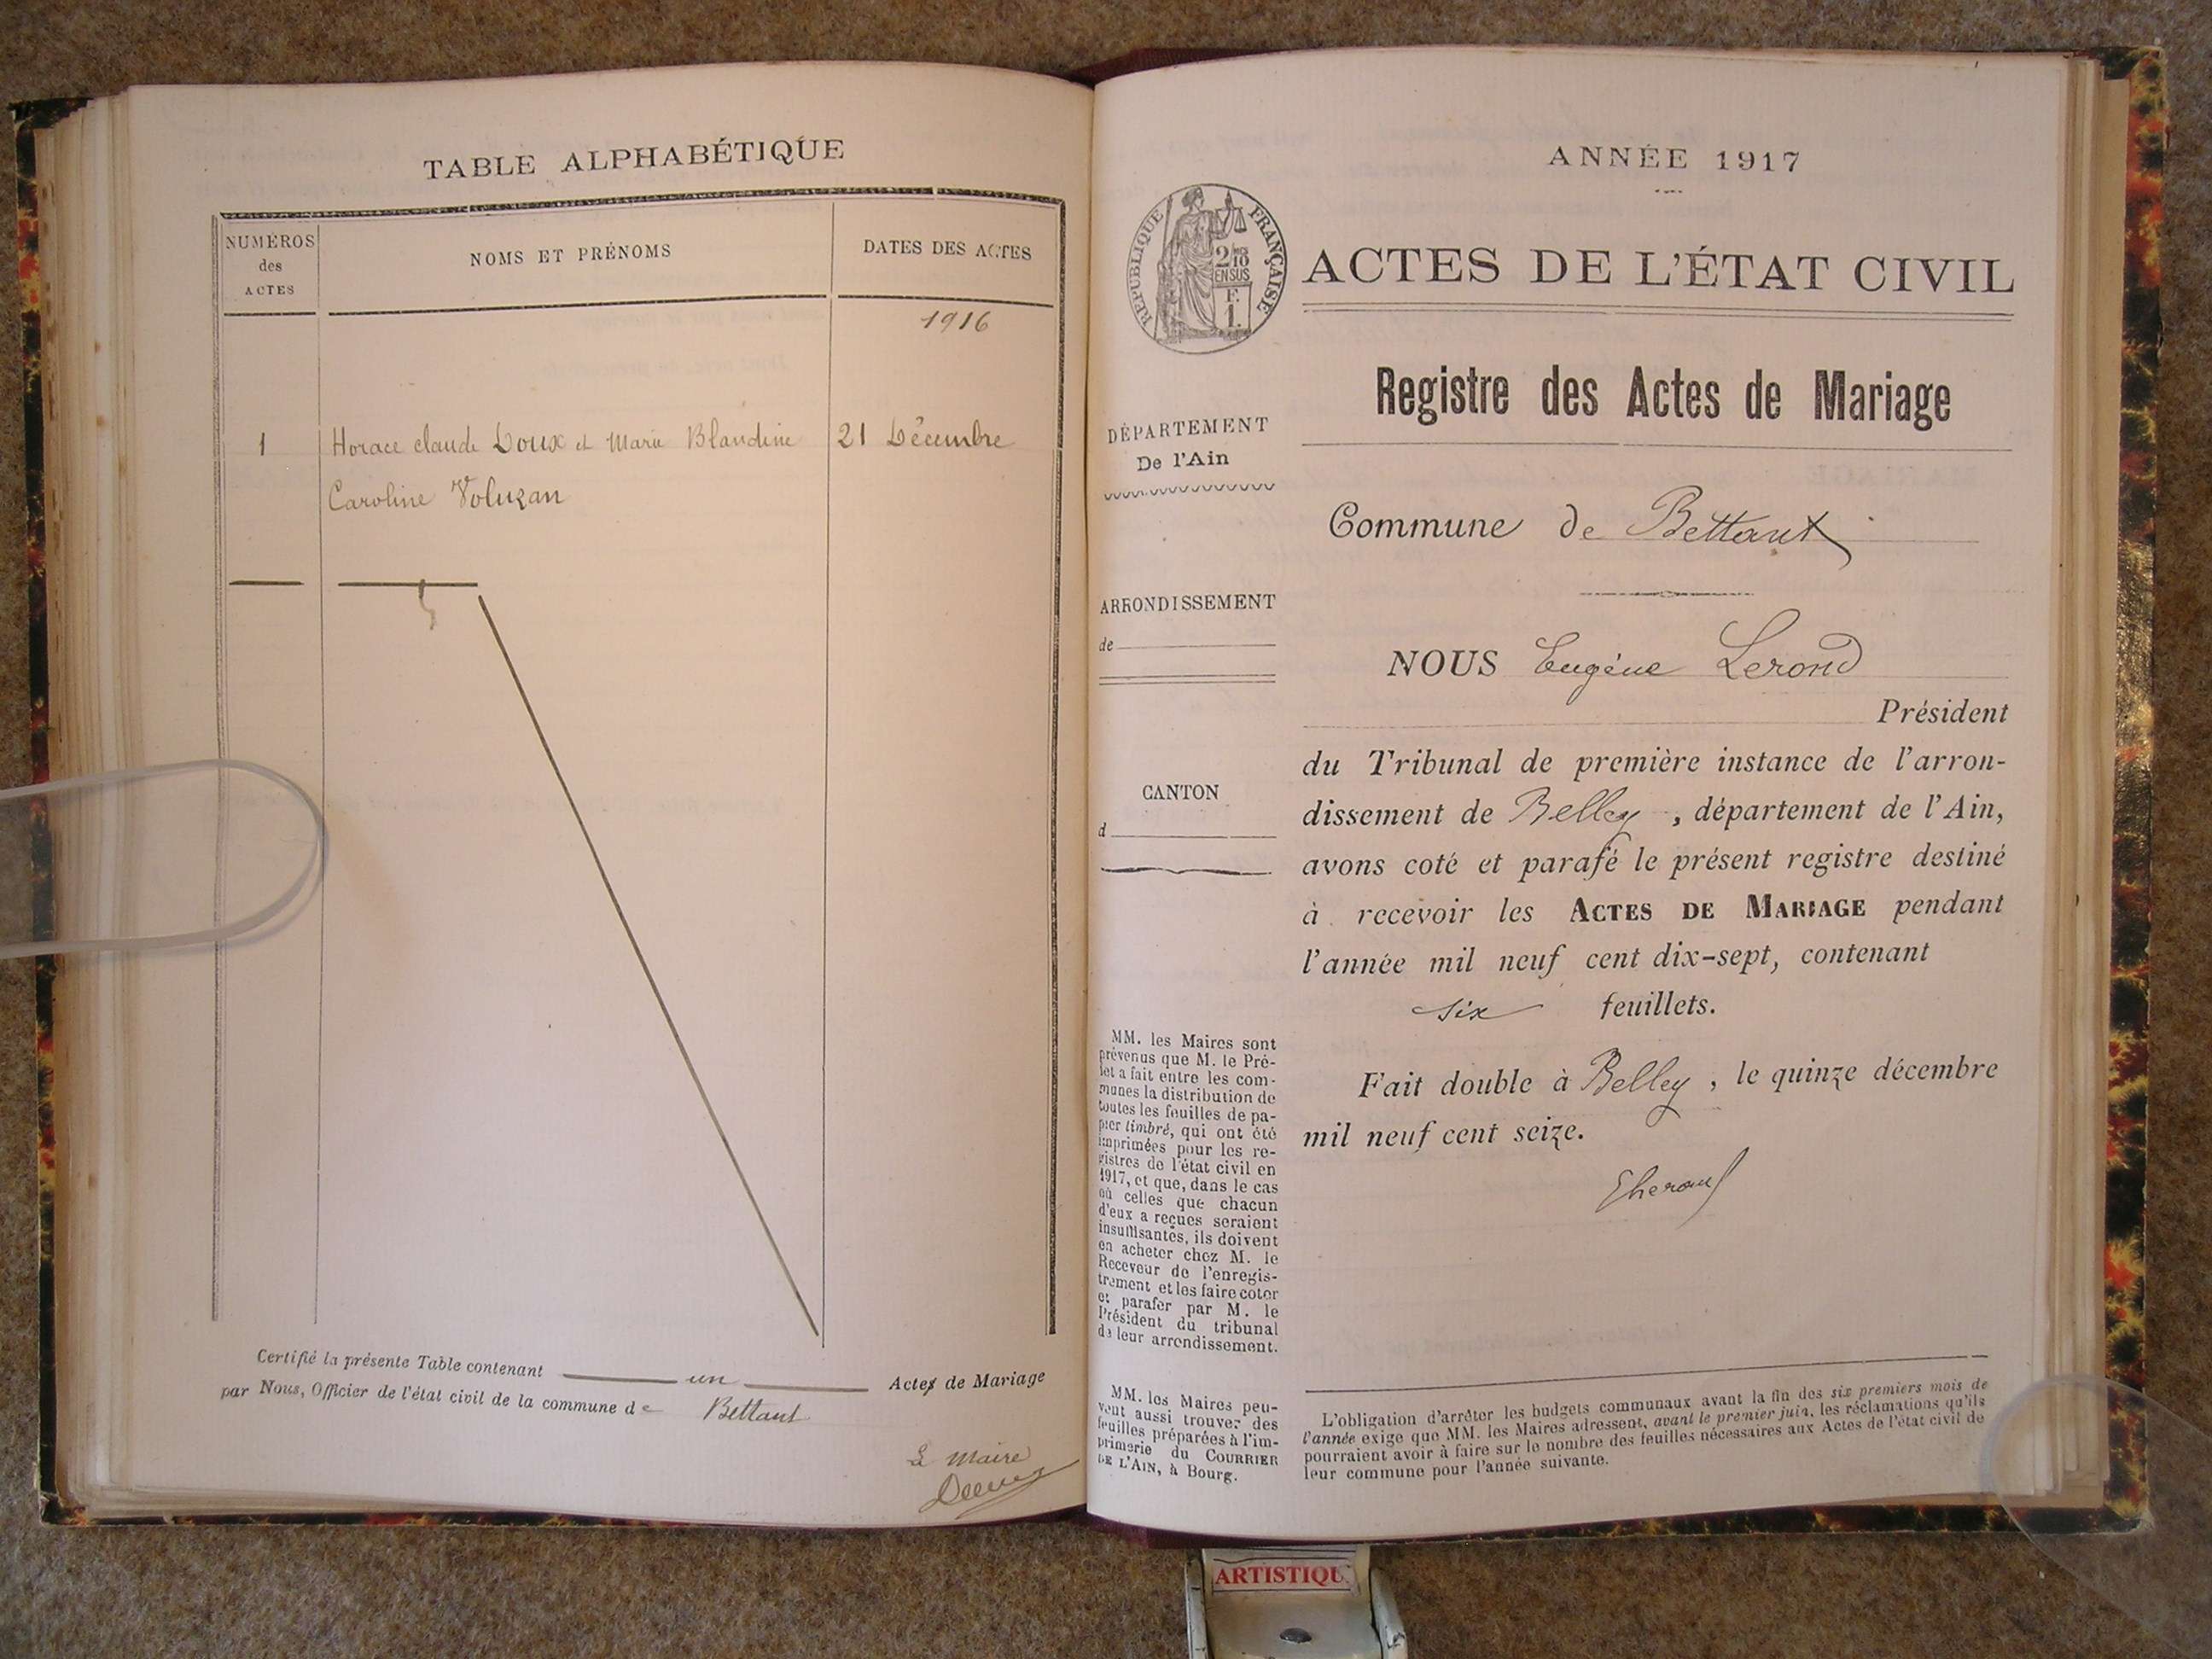 TABLE ALPHABÉTIQUE
NUMÉROS
des
ACTES
NOMS ET PRÉNOMS
DATES DES ACTES
1916
1 Horace Claude Doux et Marie Blandine 21 Décembre
Caroline Voluzan
Certifié la présente Table contenant un Actes de Mariage
par Nous, Officier de l'état civil de la commune de Bettant
Le Maire
ANNÉE 1917
RÉPUBLIQUE FRANÇAISE
2/10
EN SUS
F.
1.
ACTES DE L'ÉTAT CIVIL
Registre des Actes de Mariage
DÉPARTEMENT
De l'Ain
ARRONDISSEMENT
de
CANTON
d
MM. les Maires sont
prévenus que M. le Pré-
fet a fait entre les com-
munes la distribution de
toutes les feuilles de pa-
pier timbré, qui ont été
imprimées pour les re-
gistres de l'état civil en
1917, et que, dans le cas
où celles que chacun
d'eux a reçues seraient
insuffisantes, ils doivent
en acheter chez M. le
Receveur de l'enregis-
trement et les faire coter
et parafer par M. le
Président du tribunal
de leur arrondissement.
MM. les Maires peu-
vent aussi trouver des
feuilles préparées à l'im-
primerie du COURRIER
DE L'AIN, à Bourg.
Commune de Bettant
NOUS Eugène Lerond
Président
du Tribunal de première instance de l'arron-
dissement de Belley, département de l'Ain,
avons coté et parafé le présent registre destiné
à recevoir les ACTES DE MARIAGE pendant
l'année mil neuf cent dix-sept, contenant
six feuillets.
Fait double à Belley, le quinze décembre
mil neuf cent seize.
L'obligation d'arrêter les budgets communaux avant la fin des six premiers mois de
l'année exige que MM. les Maires adressent, avant le premier juin, les réclamations qu'ils
pourraient avoir à faire sur le nombre des feuilles nécessaires aux Actes de l'état civil de
leur commune pour l'année suivante.
ARTISTIQU